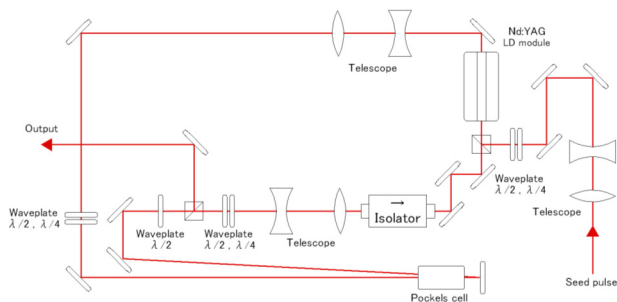 Nd:YAG
LD module
Telescope
Output
Waveplate
λ/2 , λ/4
Telescope
Waveplate
λ/2 , λ/4
→
Isolator
Waveplate
λ/2
Waveplate
λ/2 , λ/4
Telescope
Pockels cell
Seed pulse